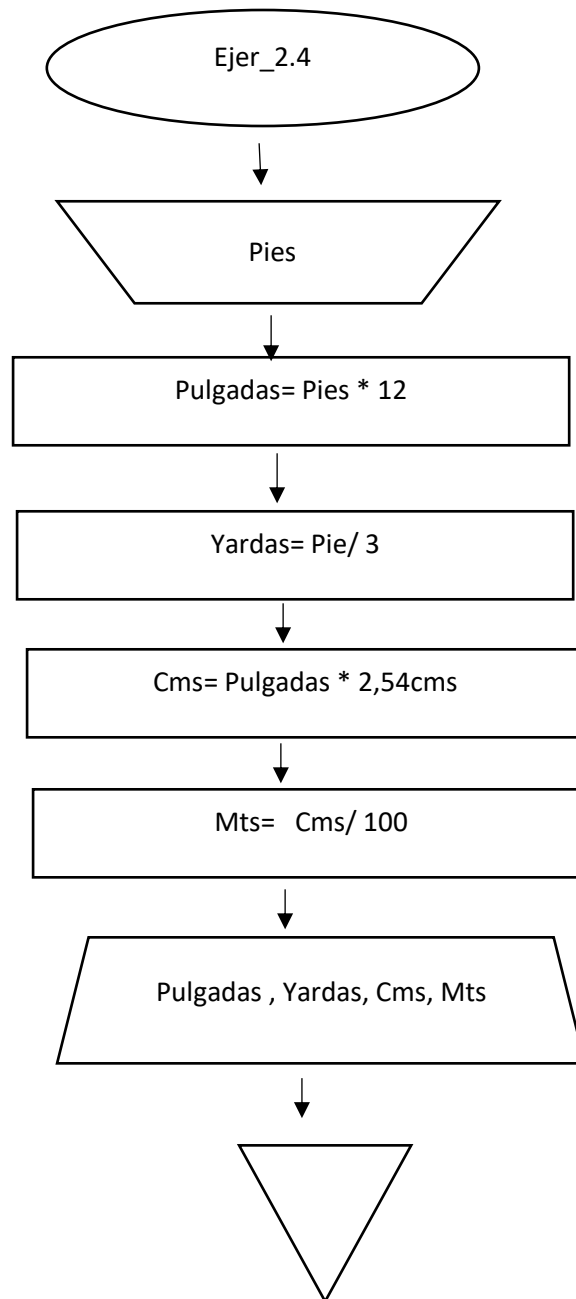 Ejer_2.4
Pies
Pulgadas= Pies * 12
Yardas= Pie/ 3
Cms= Pulgadas * 2,54cms
Mts=   Cms/ 100
Pulgadas , Yardas, Cms, Mts